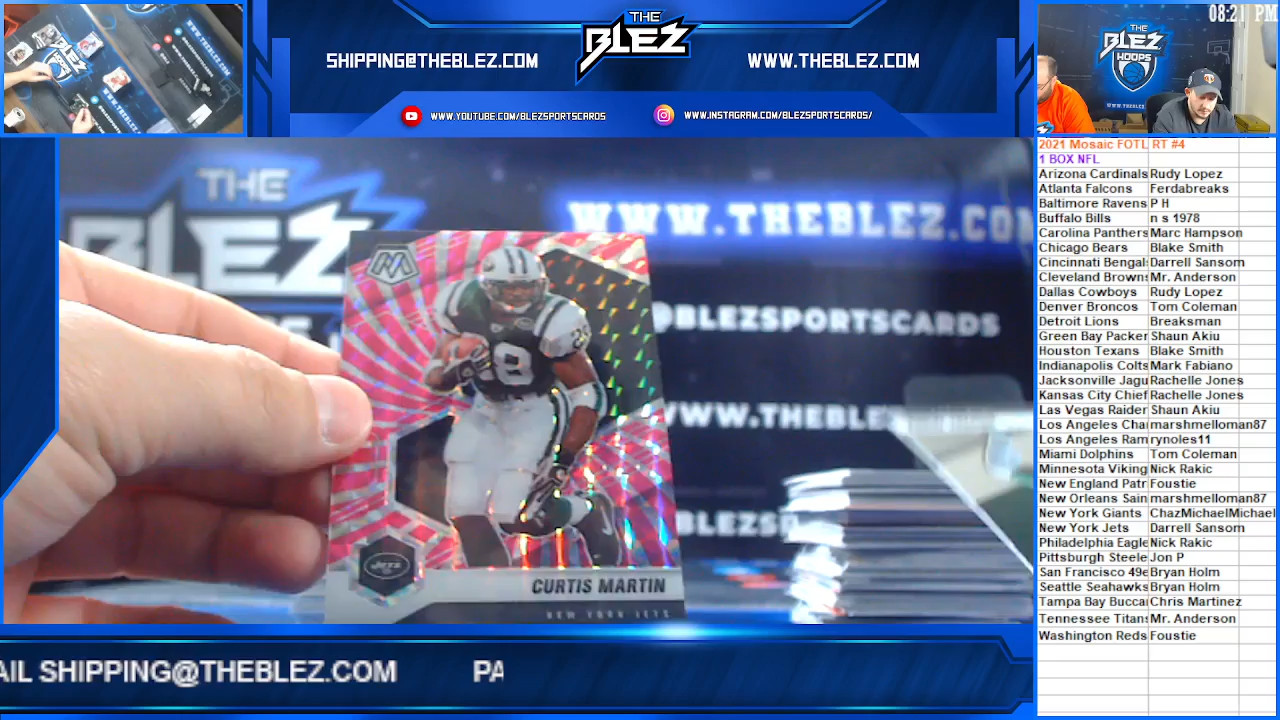 THE
BLEZ
SHIPPING@THEBLEZ.COM
WWW.THEBLEZ.COM
WWW.YOUTUBE.COM/BLEZSPORTSCARDS
WWW.INSTAGRAM.COM/BLEZSPORTSCARDS/
08:21 PM
THE
BLEZ
HOOPS
THE
BLEZ
WWW.THEBLEZ.CO
@BLEZSPORTSCARDS
WWW.THEBLEZ
BLEZSP
28
JETS
CURTIS MARTIN
NEW YORK JETS
AIL SHIPPING@THEBLEZ.COM PA
2021 Mosaic FOTL RT #4
1 BOX NFL
Arizona Cardinals Rudy Lopez
Atlanta Falcons Ferdabreaks
Baltimore Ravens P H
Buffalo Bills n s 1978
Carolina Panthers Marc Hampson
Chicago Bears Blake Smith
Cincinnati Bengal Darrell Sansom
Cleveland Browns Mr. Anderson
Dallas Cowboys Rudy Lopez
Denver Broncos Tom Coleman
Detroit Lions Breaksman
Green Bay Packer Shaun Akiu
Houston Texans Blake Smith
Indianapolis Colts Mark Fabiano
Jacksonville Jagu Rachelle Jones
Kansas City Chief Rachelle Jones
Las Vegas Raider Shaun Akiu
Los Angeles Cha marshmelloman87
Los Angeles Ram rynoles11
Miami Dolphins Tom Coleman
Minnesota Viking Nick Rakic
New England Patr Foustie
New Orleans Sain marshmelloman87
New York Giants ChazMichaelMichael
New York Jets Darrell Sansom
Philadelphia Eagle Nick Rakic
Pittsburgh Steele Jon P
San Francisco 49e Bryan Holm
Seattle Seahawks Bryan Holm
Tampa Bay Bucca Chris Martinez
Tennessee Titan Mr. Anderson
Washington Reds Foustie